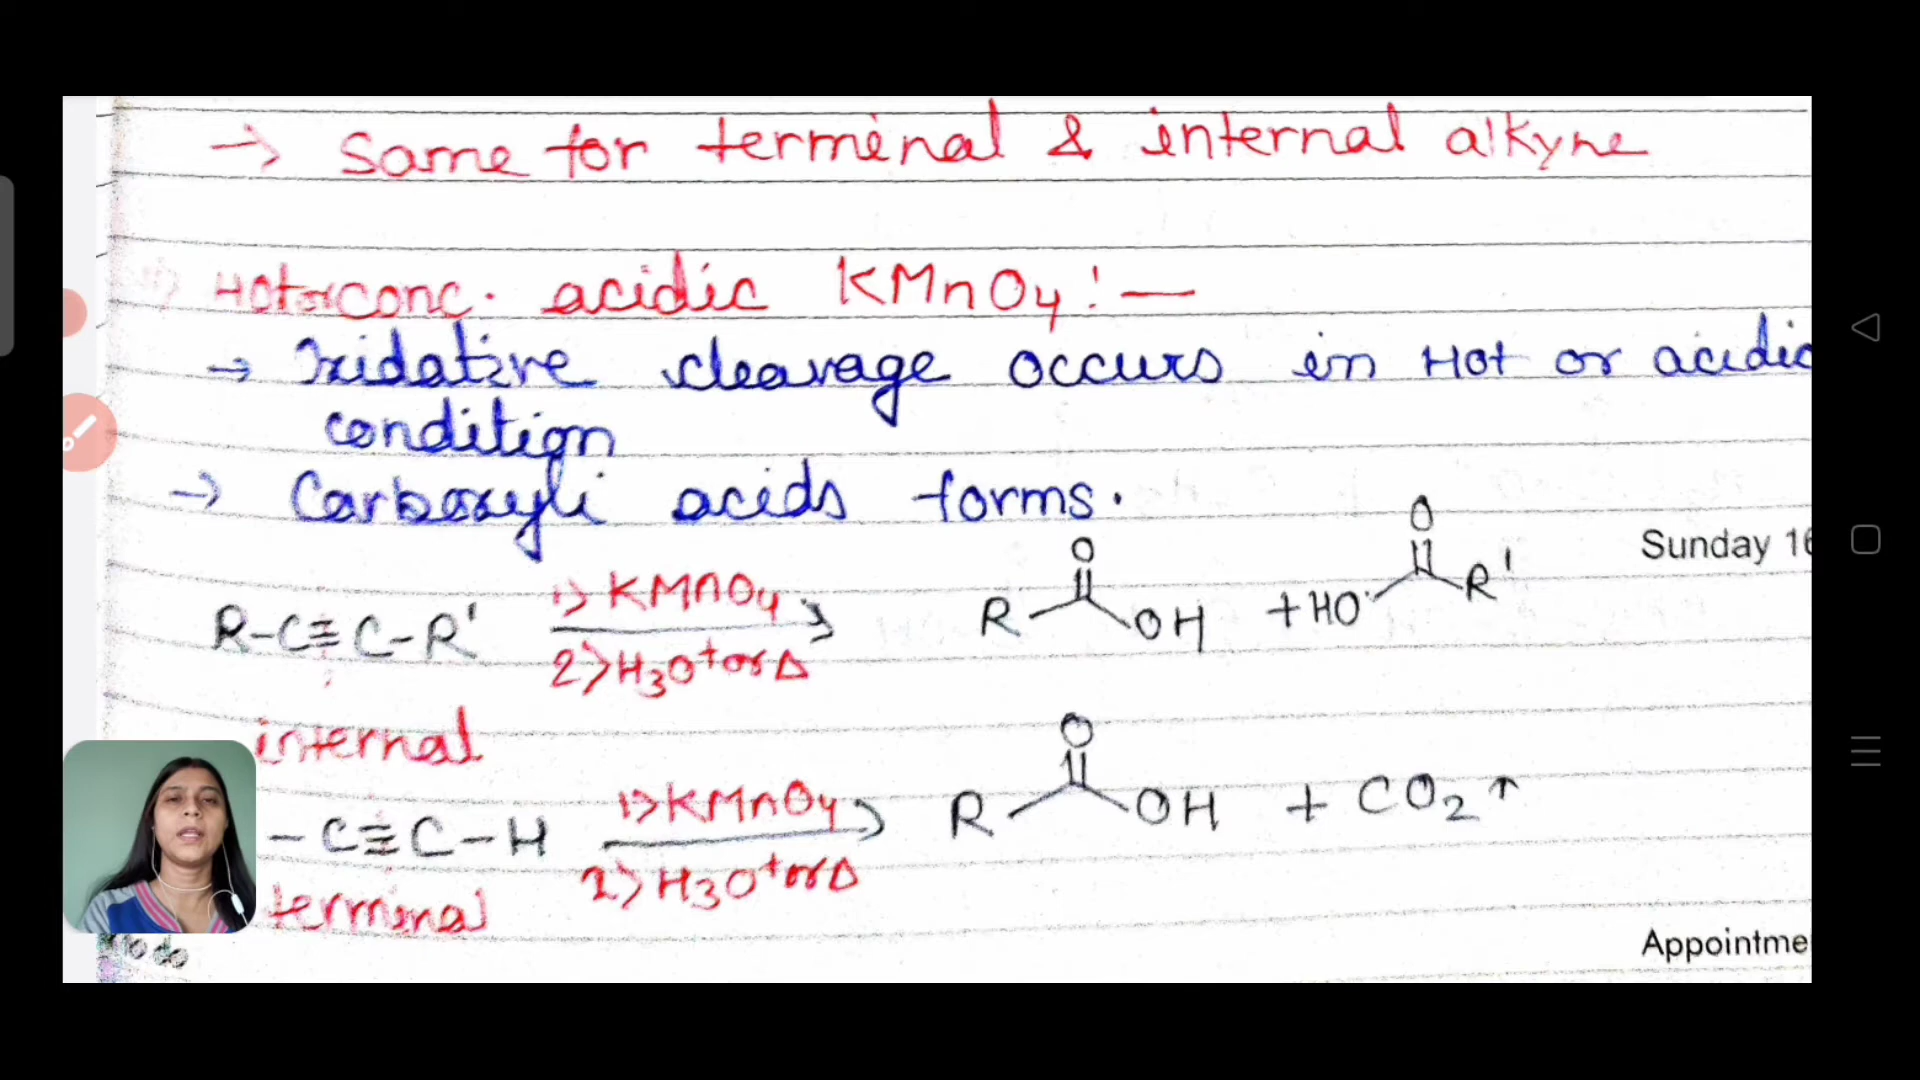 → Same for terminal & internal alkyne
Hot or conc. acidic KMnO4 : —
→ Oxidative cleavage occurs in Hot or acidic
condition
→ Carboxyli acids forms.
Sunday 16
R-C≡C-R' 1) KMnO4 2) H3O+ or Δ R O OH + HO O R'
internal
-C≡C-H 1) KMnO4 2) H3O+ or Δ R O OH + CO2 ↑
terminal
Appointme